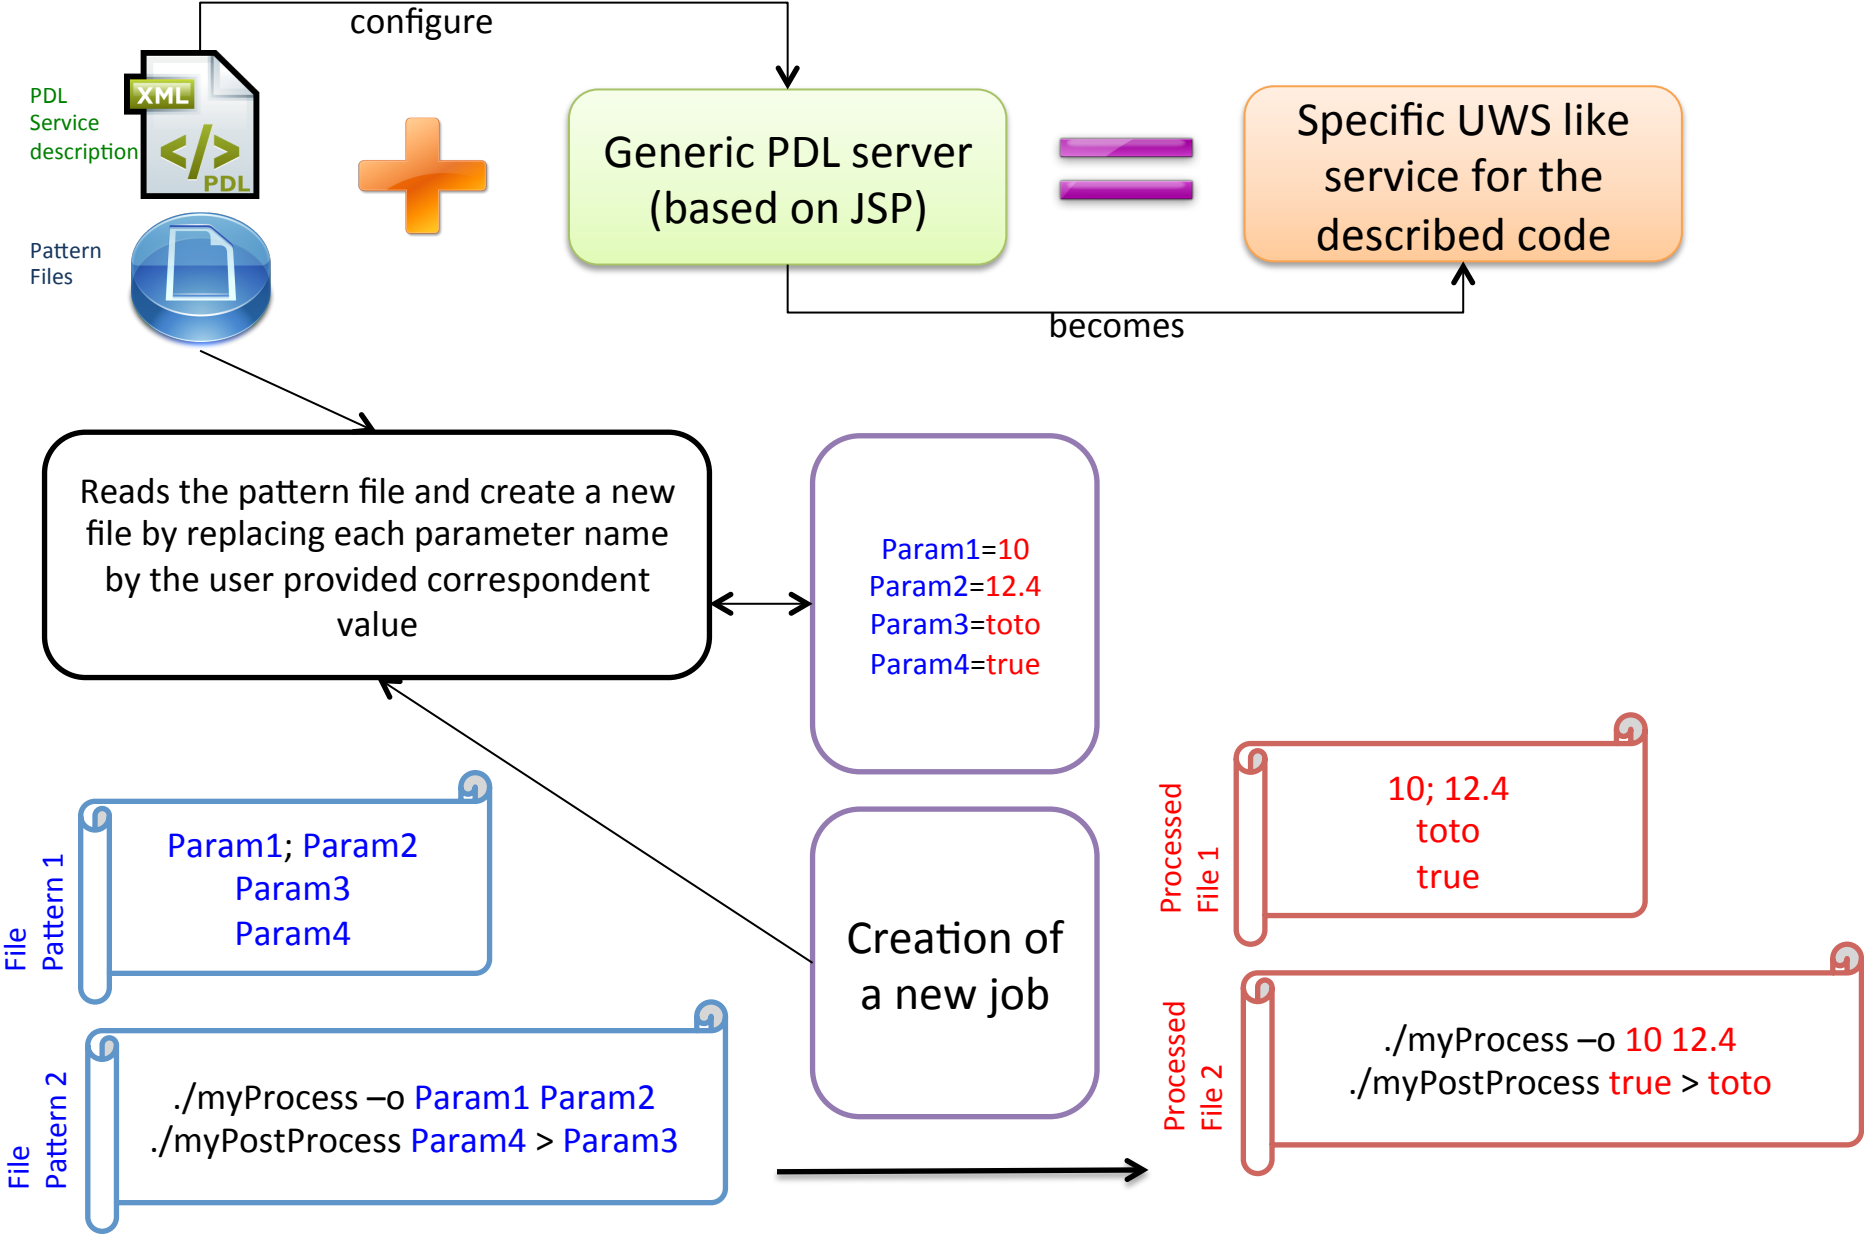 configure
PDL
Service
description
XML
</>
PDL
Generic PDL server
(based on JSP)
Specific UWS like
service for the
described code
Pattern
Files
becomes
Reads the pattern file and create a new
file by replacing each parameter name
by the user provided correspondent
value
Param1=10
Param2=12.4
Param3=toto
Param4=true
File
Pattern 1
Param1; Param2
Param3
Param4
Creation of
a new job
Processed
File 1
10; 12.4
toto
true
File
Pattern 2
./myProcess –o Param1 Param2
./myPostProcess Param4 > Param3
Processed
File 2
./myProcess –o 10 12.4
./myPostProcess true > toto